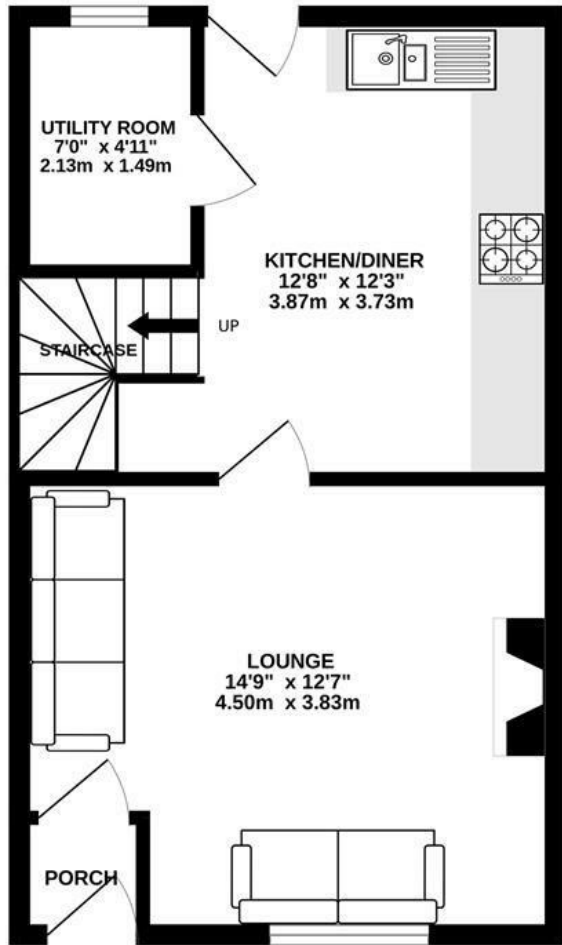 UTILITY ROOM
7'0" x 4'11"
2.13m x 1.49m
KITCHEN/DINER
12'8" x 12'3"
3.87m x 3.73m
UP
STAIRCASE
LOUNGE
14'9" x 12'7"
4.50m x 3.83m
PORCH